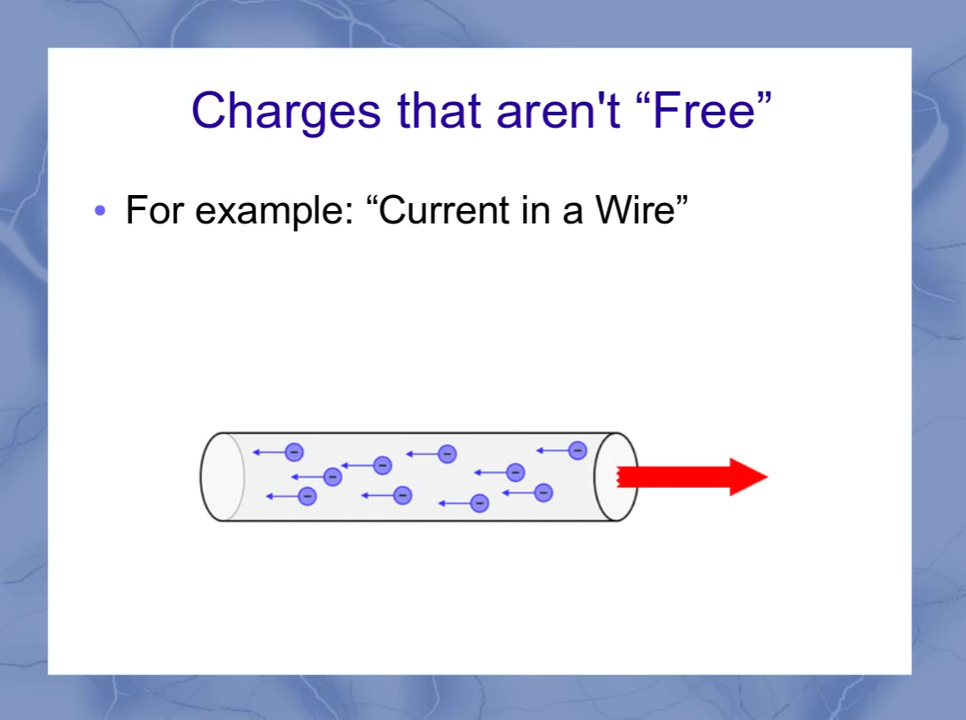 Charges that aren't “Free”
• For example: “Current in a Wire”